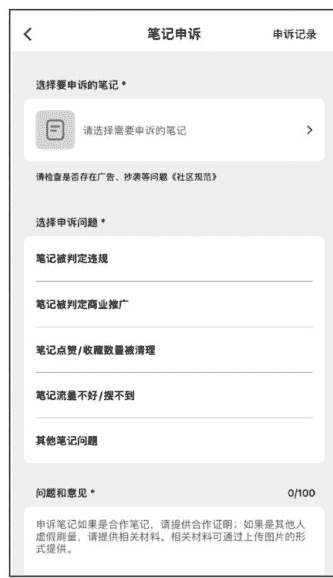 笔记申诉
申诉记录
选择要申诉的笔记 *
请选择需要申诉的笔记
请检查是否存在广告、抄袭等问题《社区规范》
选择申诉问题 *
笔记被判定违规
笔记被判定商业推广
笔记点赞/收藏数量被清理
笔记流量不好/搜不到
其他笔记问题
问题和意见 *
0/100
申诉笔记如果是合作笔记，请提供合作证明；如果是其他人
虚假刷量，请提供相关材料。相关材料可通过上传图片的形
式提供。